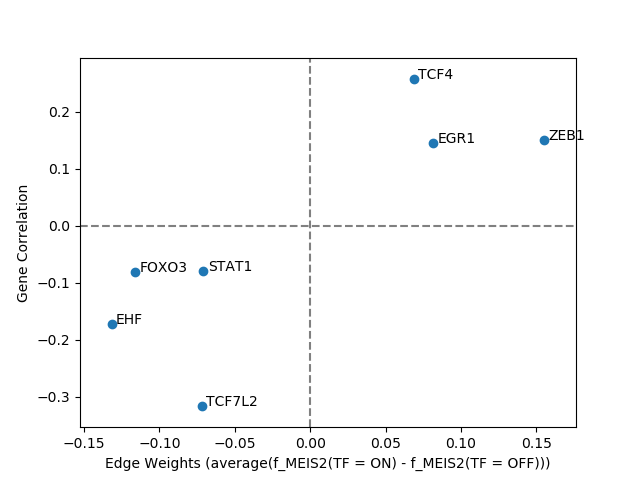 TCF4
0.2
EGR1
ZEB1
0.1
0.0
Gene Correlation
FOXO3
STAT1
−0.1
EHF
−0.2
−0.3
TCF7L2
−0.15
−0.10
−0.05
0.00
0.05
0.10
0.15
Edge Weights (average(f_MEIS2(TF = ON) - f_MEIS2(TF = OFF)))